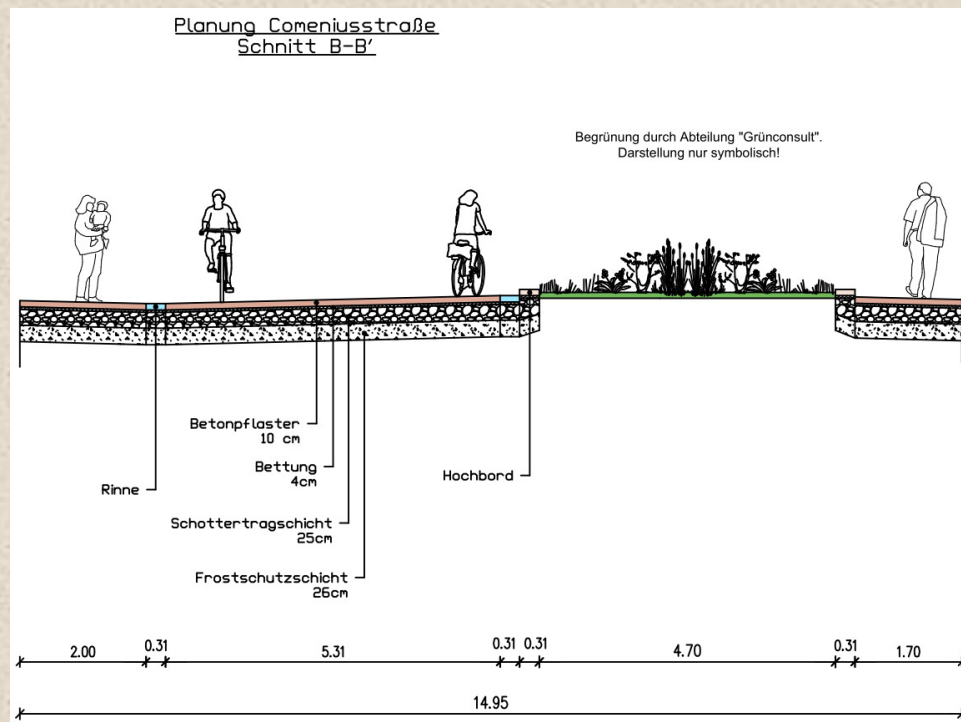 Planung Comeniusstraße
Schnitt B-B'
Begrünung durch Abteilung "Grünconsult".
Darstellung nur symbolisch!
Betonpflaster
10 cm
Bettung
4cm
Rinne
Hochbord
Schottertragschicht
25cm
Frostschutzschicht
26cm
2.00 0.31 5.31 0.31 0.31 4.70 0.31 1.70
14.95